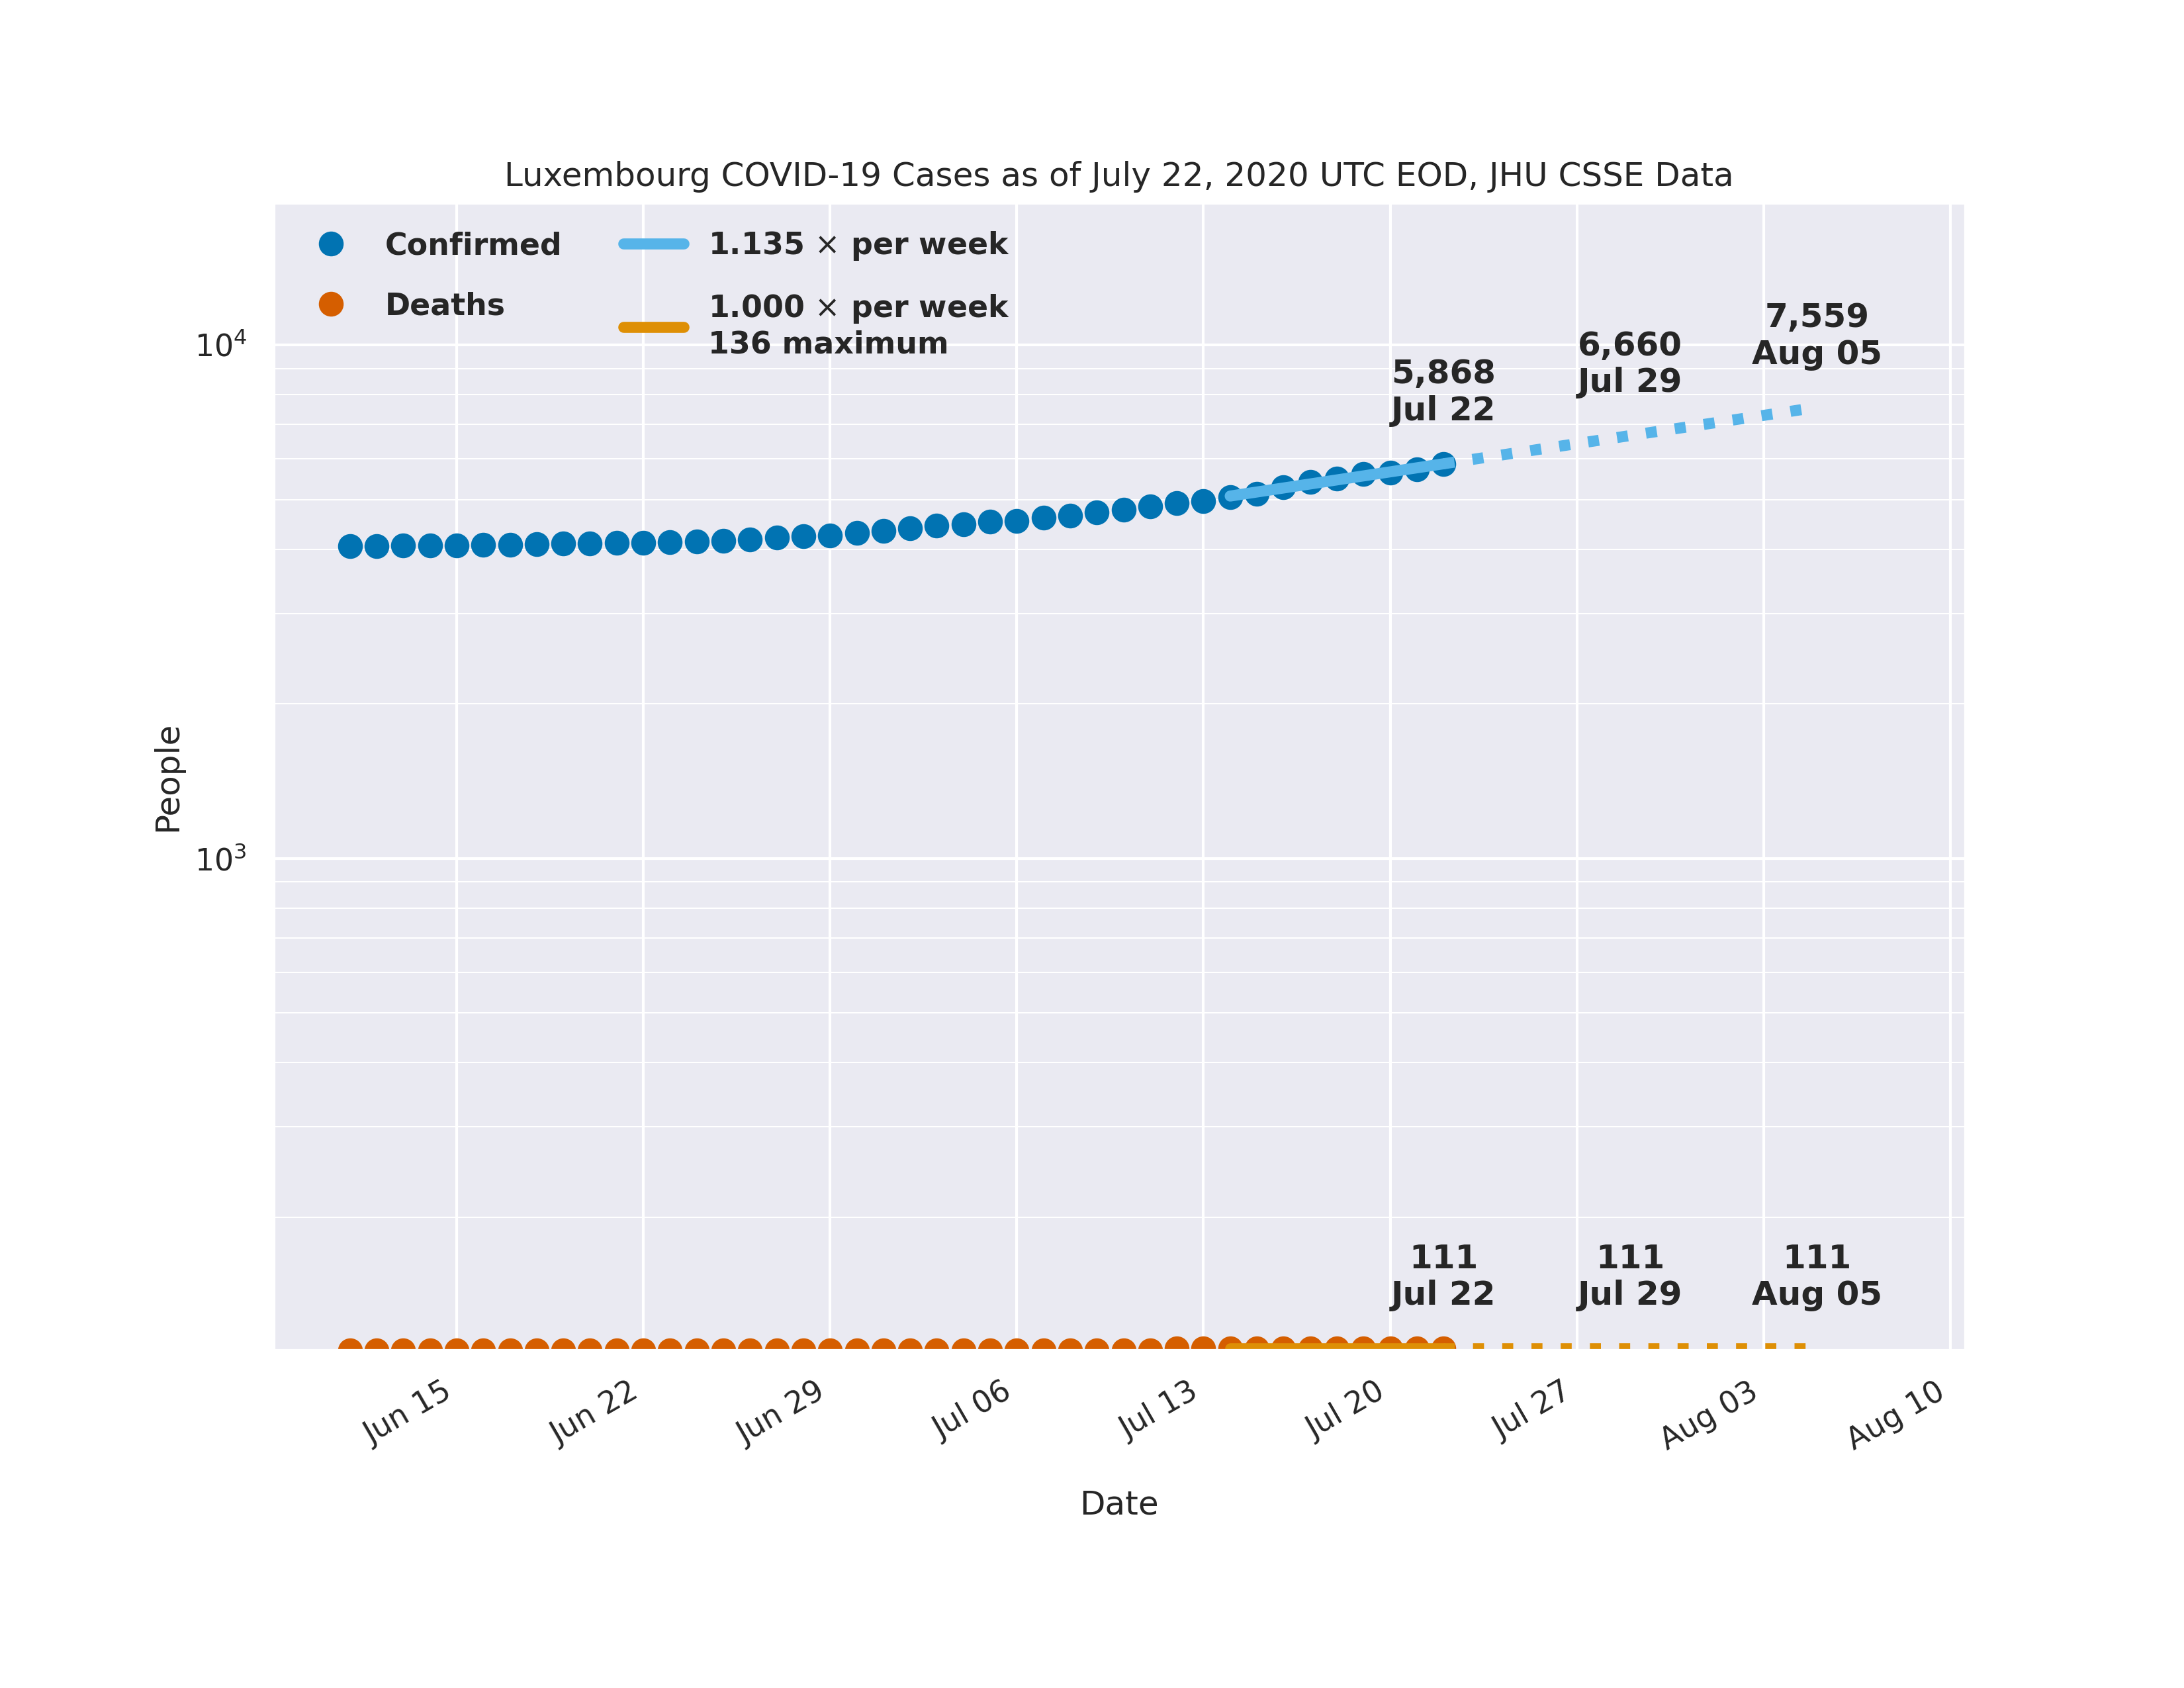 Luxembourg COVID-19 Cases as of July 22, 2020 UTC EOD, JHU CSSE Data
Confirmed
Deaths
1.135 × per week
1.000 × per week
136 maximum
5,868
Jul 22
6,660
Jul 29
7,559
Aug 05
10⁴
10³
People
111
Jul 22
111
Jul 29
111
Aug 05
Jun 15
Jun 22
Jun 29
Jul 06
Jul 13
Jul 20
Jul 27
Aug 03
Aug 10
Date